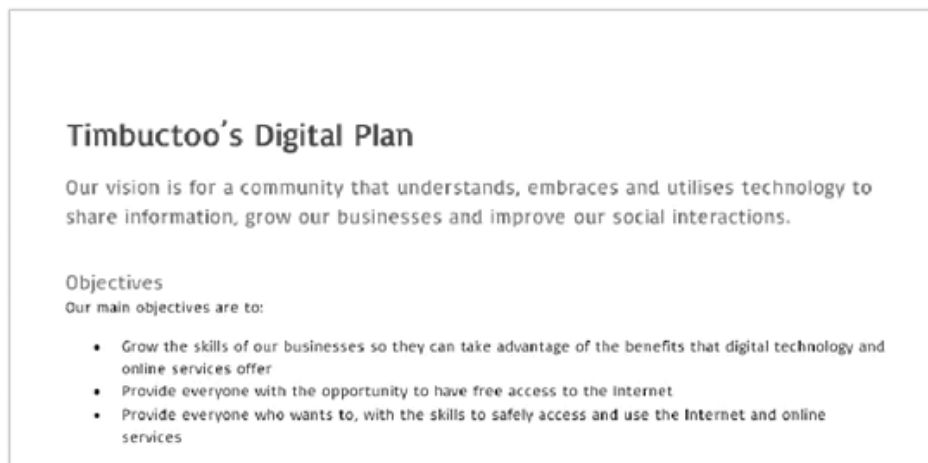 Timbuctoo's Digital Plan
Our vision is for a community that understands, embraces and utilises technology to
share information, grow our businesses and improve our social interactions.
Objectives
Our main objectives are to:
• Grow the skills of our businesses so they can take advantage of the benefits that digital technology and
online services offer
• Provide everyone with the opportunity to have free access to the Internet
• Provide everyone who wants to, with the skills to safely access and use the Internet and online
services